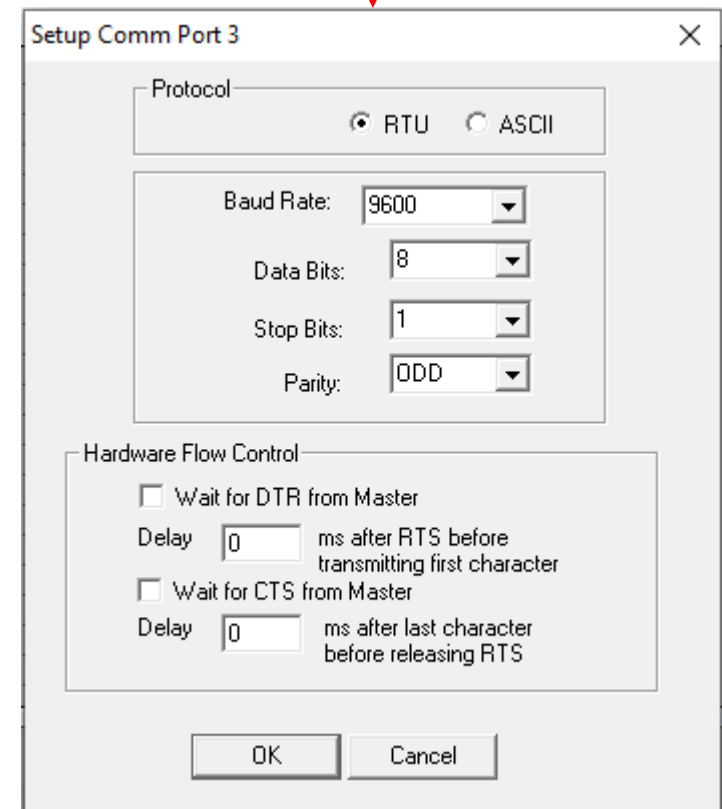 Setup Comm Port 3
Protocol
RTU ASCII
Baud Rate: 9600
Data Bits: 8
Stop Bits: 1
Parity: ODD
Hardware Flow Control
Wait for DTR from Master
Delay 0 ms after RTS before
transmitting first character
Wait for CTS from Master
Delay 0 ms after last character
before releasing RTS
OK Cancel